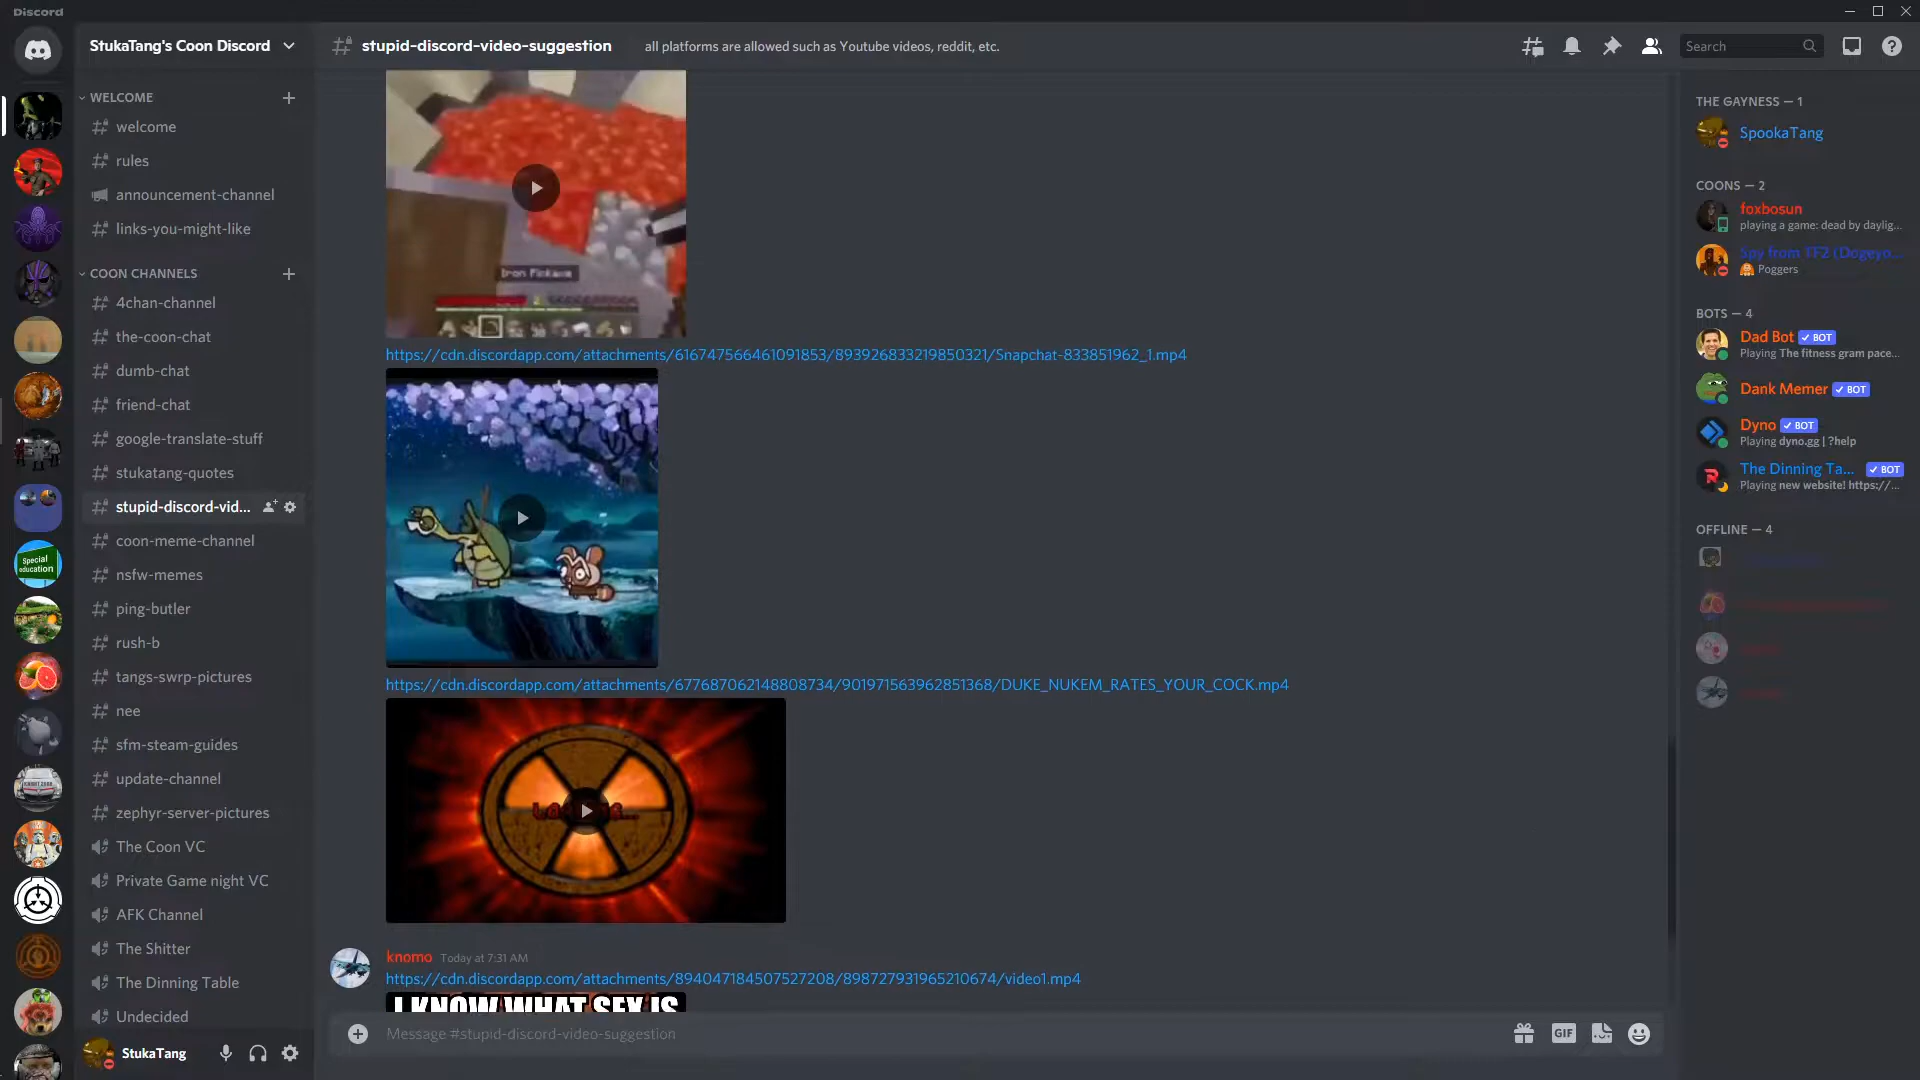 Discord
StukaTang's Coon Discord
stupid-discord-video-suggestion
all platforms are allowed such as Youtube videos, reddit, etc.
Search
WELCOME
welcome
rules
announcement-channel
links-you-might-like
COON CHANNELS
4chan-channel
the-coon-chat
dumb-chat
friend-chat
google-translate-stuff
stukatang-quotes
stupid-discord-vid...
coon-meme-channel
nsfw-memes
ping-butler
rush-b
tangs-swrp-pictures
nee
sfm-steam-guides
update-channel
zephyr-server-pictures
The Coon VC
Private Game night VC
AFK Channel
The Shitter
The Dinning Table
Undecided
StukaTang
Special
education
https://cdn.discordapp.com/attachments/616747566461091853/893926833219850321/Snapchat-833851962_1.mp4
https://cdn.discordapp.com/attachments/677687062148808734/901971563962851368/DUKE_NUKEM_RATES_YOUR_COCK.mp4
knomo Today at 7:31 AM
https://cdn.discordapp.com/attachments/894047184507527208/898727931965210674/video1.mp4
I KNOW WHAT SEX IS
Message #stupid-discord-video-suggestion
GIF
THE GAYNESS — 1
SpookaTang
COONS — 2
foxbosun
playing a game: dead by daylig...
Spy from TF2 (Dogeyo...
Poggers
BOTS — 4
Dad Bot ✓ BOT
Playing The fitness gram pace...
Dank Memer ✓ BOT
Dyno ✓ BOT
Playing dyno.gg | ?help
The Dinning Ta... ✓ BOT
Playing new website! https://...
OFFLINE — 4